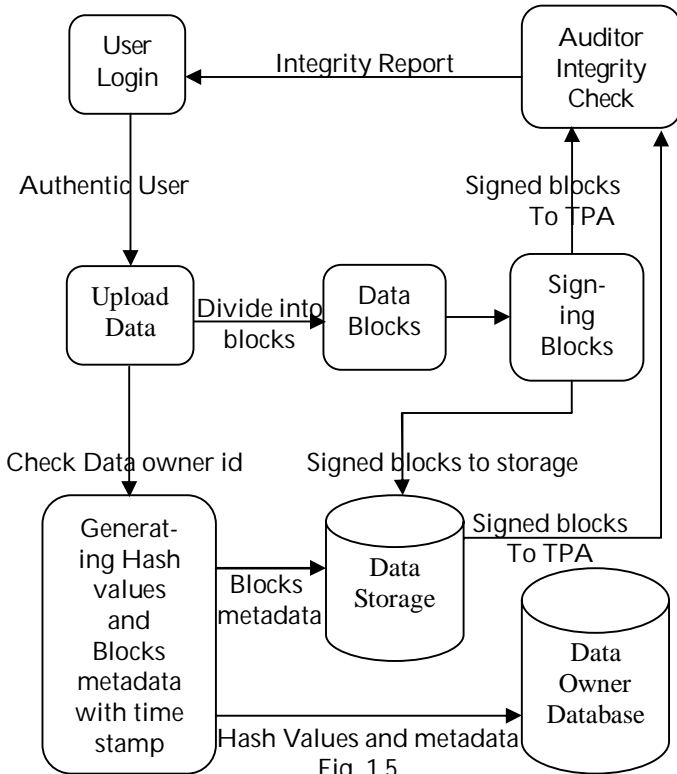 User
Login
Integrity Report
Auditor
Integrity
Check
Authentic User
Signed blocks
To TPA
Upload
Data
Divide into
blocks
Data
Blocks
Sign-
ing
Blocks
Check Data owner id
Signed blocks to storage
Generat-
ing Hash
values
and
Blocks
metadata
with time
stamp
Blocks
metadata
Data
Storage
Signed blocks
To TPA
Data
Owner
Database
Hash Values and metadata
Fig. 1.5